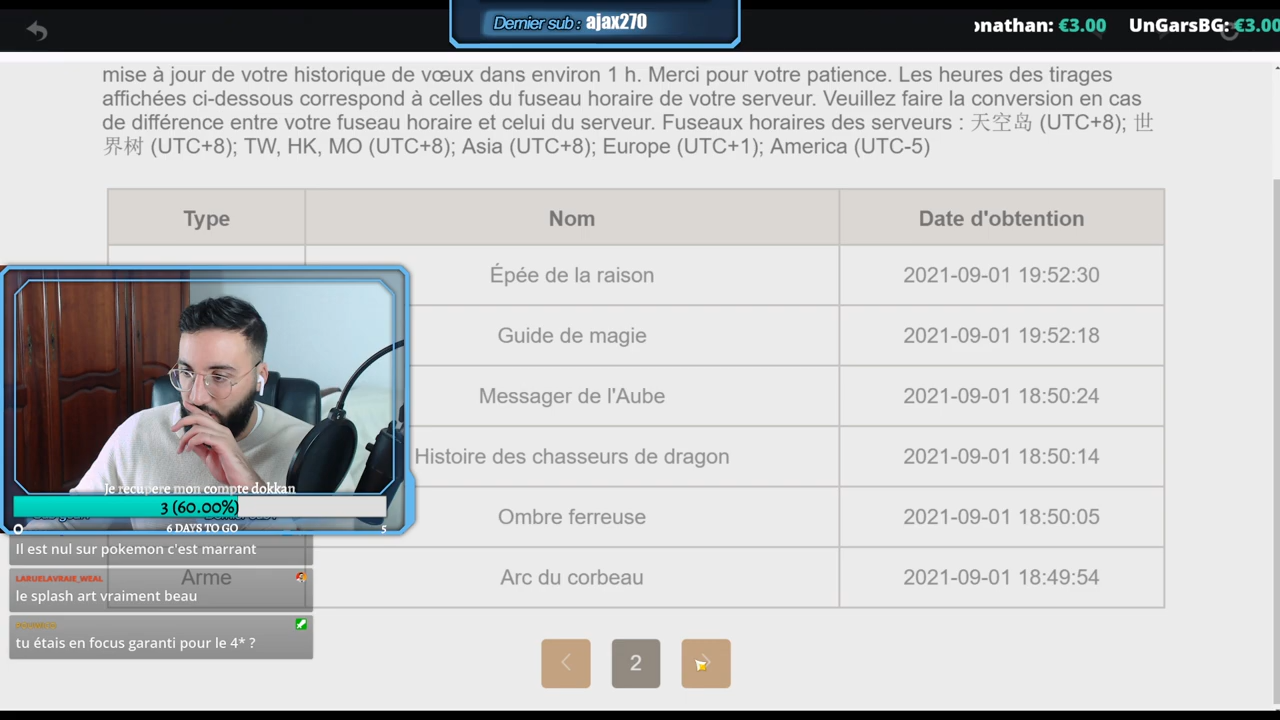 Dernier sub : ajax270
onathan: €3.00 UnGarsBG: €3.00
mise à jour de votre historique de vœux dans environ 1 h. Merci pour votre patience. Les heures des tirages
affichées ci-dessous correspond à celles du fuseau horaire de votre serveur. Veuillez faire la conversion en cas
de différence entre votre fuseau horaire et celui du serveur. Fuseaux horaires des serveurs : 天空岛 (UTC+8); 世
界树 (UTC+8); TW, HK, MO (UTC+8); Asia (UTC+8); Europe (UTC+1); America (UTC-5)
Type Nom Date d'obtention
Épée de la raison 2021-09-01 19:52:30
Guide de magie 2021-09-01 19:52:18
Messager de l'Aube 2021-09-01 18:50:24
Histoire des chasseurs de dragon 2021-09-01 18:50:14
Ombre ferreuse 2021-09-01 18:50:05
Arme Arc du corbeau 2021-09-01 18:49:54
2
Je recupere mon compte dokkan
3 (60.00%)
0 6 DAYS TO GO 5
Il est nul sur pokemon c'est marrant
LARUELAVRAIE_WEAL
le splash art vraiment beau
tu étais en focus garanti pour le 4* ?